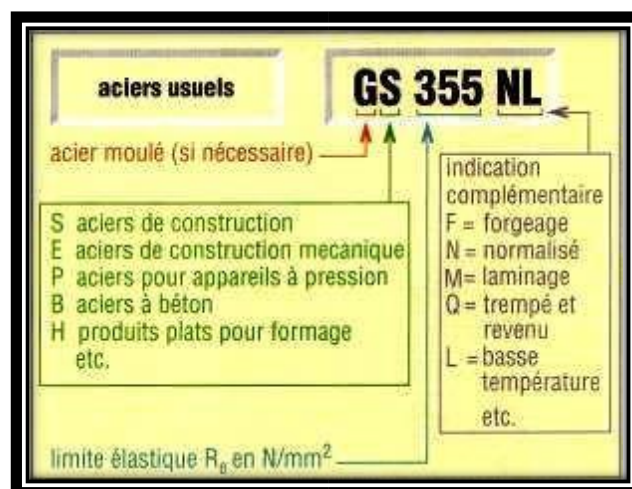 aciers usuels
GS 355 NL
acier moulé (si nécessaire)
S aciers de construction
E aciers de construction mecanique
P aciers pour appareils à pression
B aciers à béton
H produits plats pour formage
etc.
indication
complémentaire
F = forgeage
N = normalisé
M= laminage
Q = trempé et
revenu
L = basse
température
etc.
limite élastique Re en N/mm²